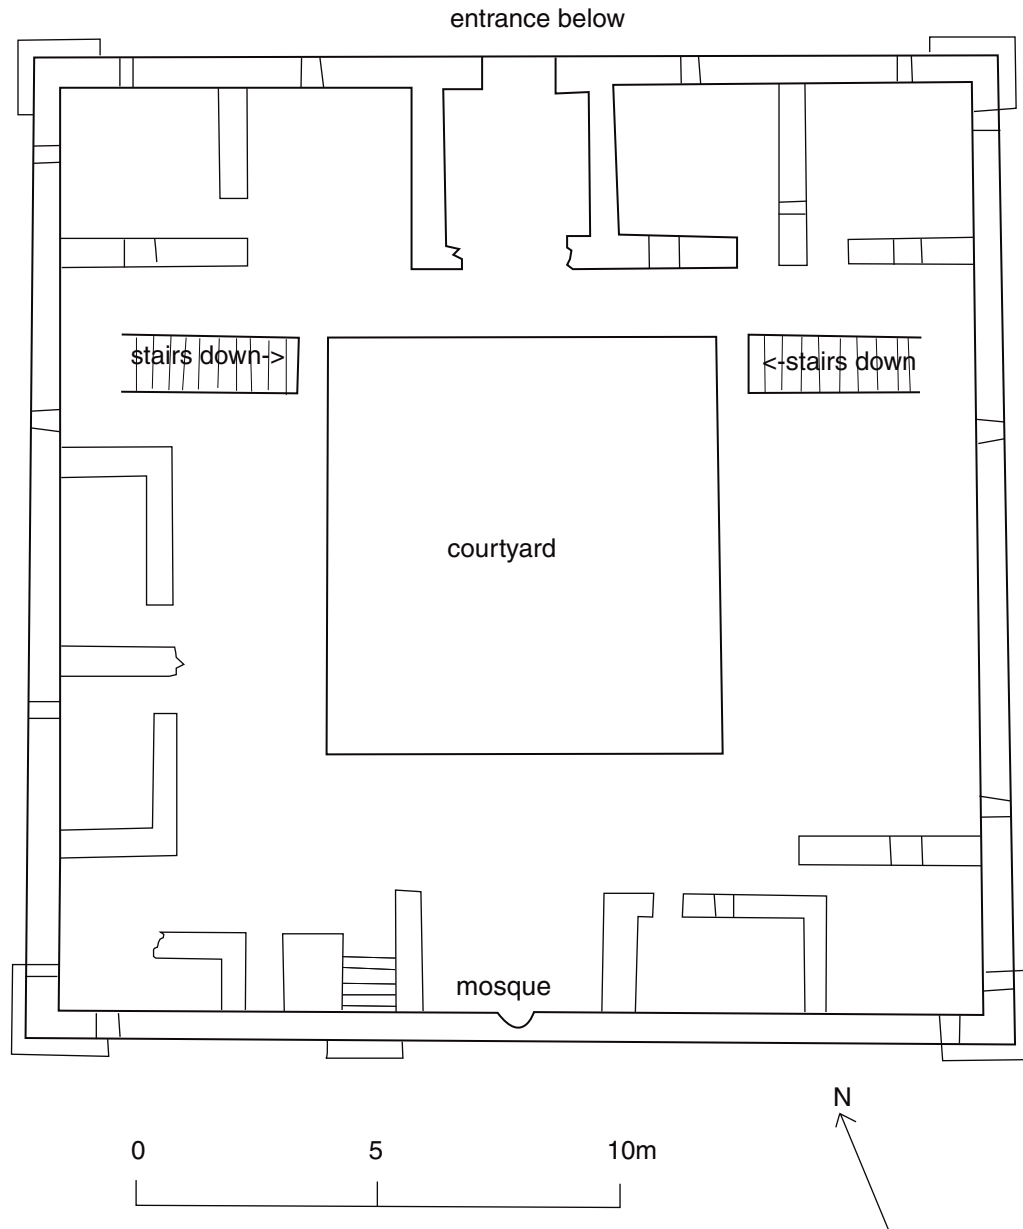 entrance below
stairs down->
<-stairs down
courtyard
mosque
N
0 5 10m